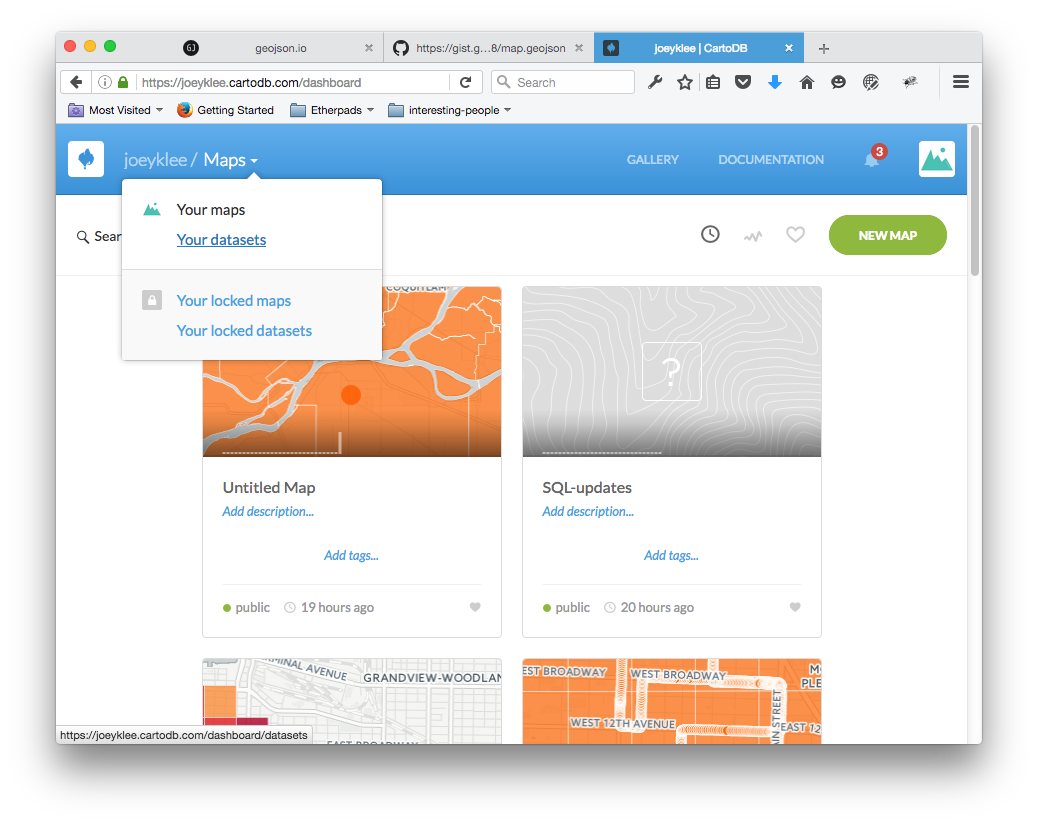 GJ geojson.io
https://gist.g...8/map.geojson
joeyklee | CartoDB
https://joeyklee.cartodb.com/dashboard
Search
Most Visited
Getting Started
Etherpads
interesting-people
joeyklee / Maps
GALLERY
DOCUMENTATION
3
Your maps
Your datasets
Your locked maps
Your locked datasets
Sear
NEW MAP
COQUITLAM
?
Untitled Map
Add description...
Add tags...
public
19 hours ago
SQL-updates
Add description...
Add tags...
public
20 hours ago
MINAL AVENUE
GRANDVIEW-WOODLAN
EAST BROADWAY
EST BROADWAY
WEST BROADWAY
WEST 12TH AVENUE
IN STREET
EAST 12
PLE
https://joeyklee.cartodb.com/dashboard/datasets